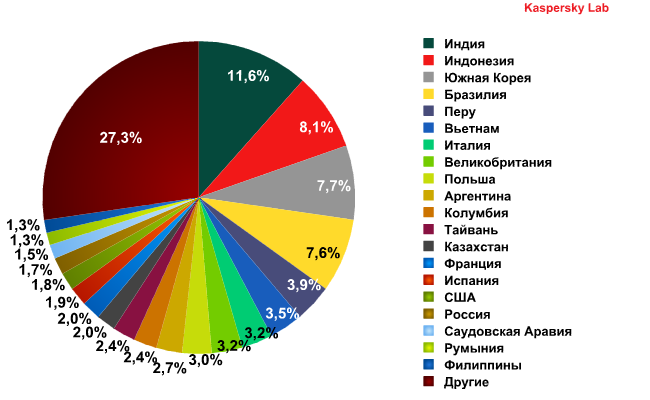 Kaspersky Lab
11,6%
8,1%
7,7%
7,6%
3,9%
3,5%
3,2%
3,2%
3,0%
2,7%
2,4%
2,4%
2,0%
2,0%
1,9%
1,8%
1,7%
1,5%
1,3%
1,3%
27,3%
Индия
Индонезия
Южная Корея
Бразилия
Перу
Вьетнам
Италия
Великобритания
Польша
Аргентина
Колумбия
Тайвань
Казахстан
Франция
Испания
США
Россия
Саудовская Аравия
Румыния
Филиппины
Другие